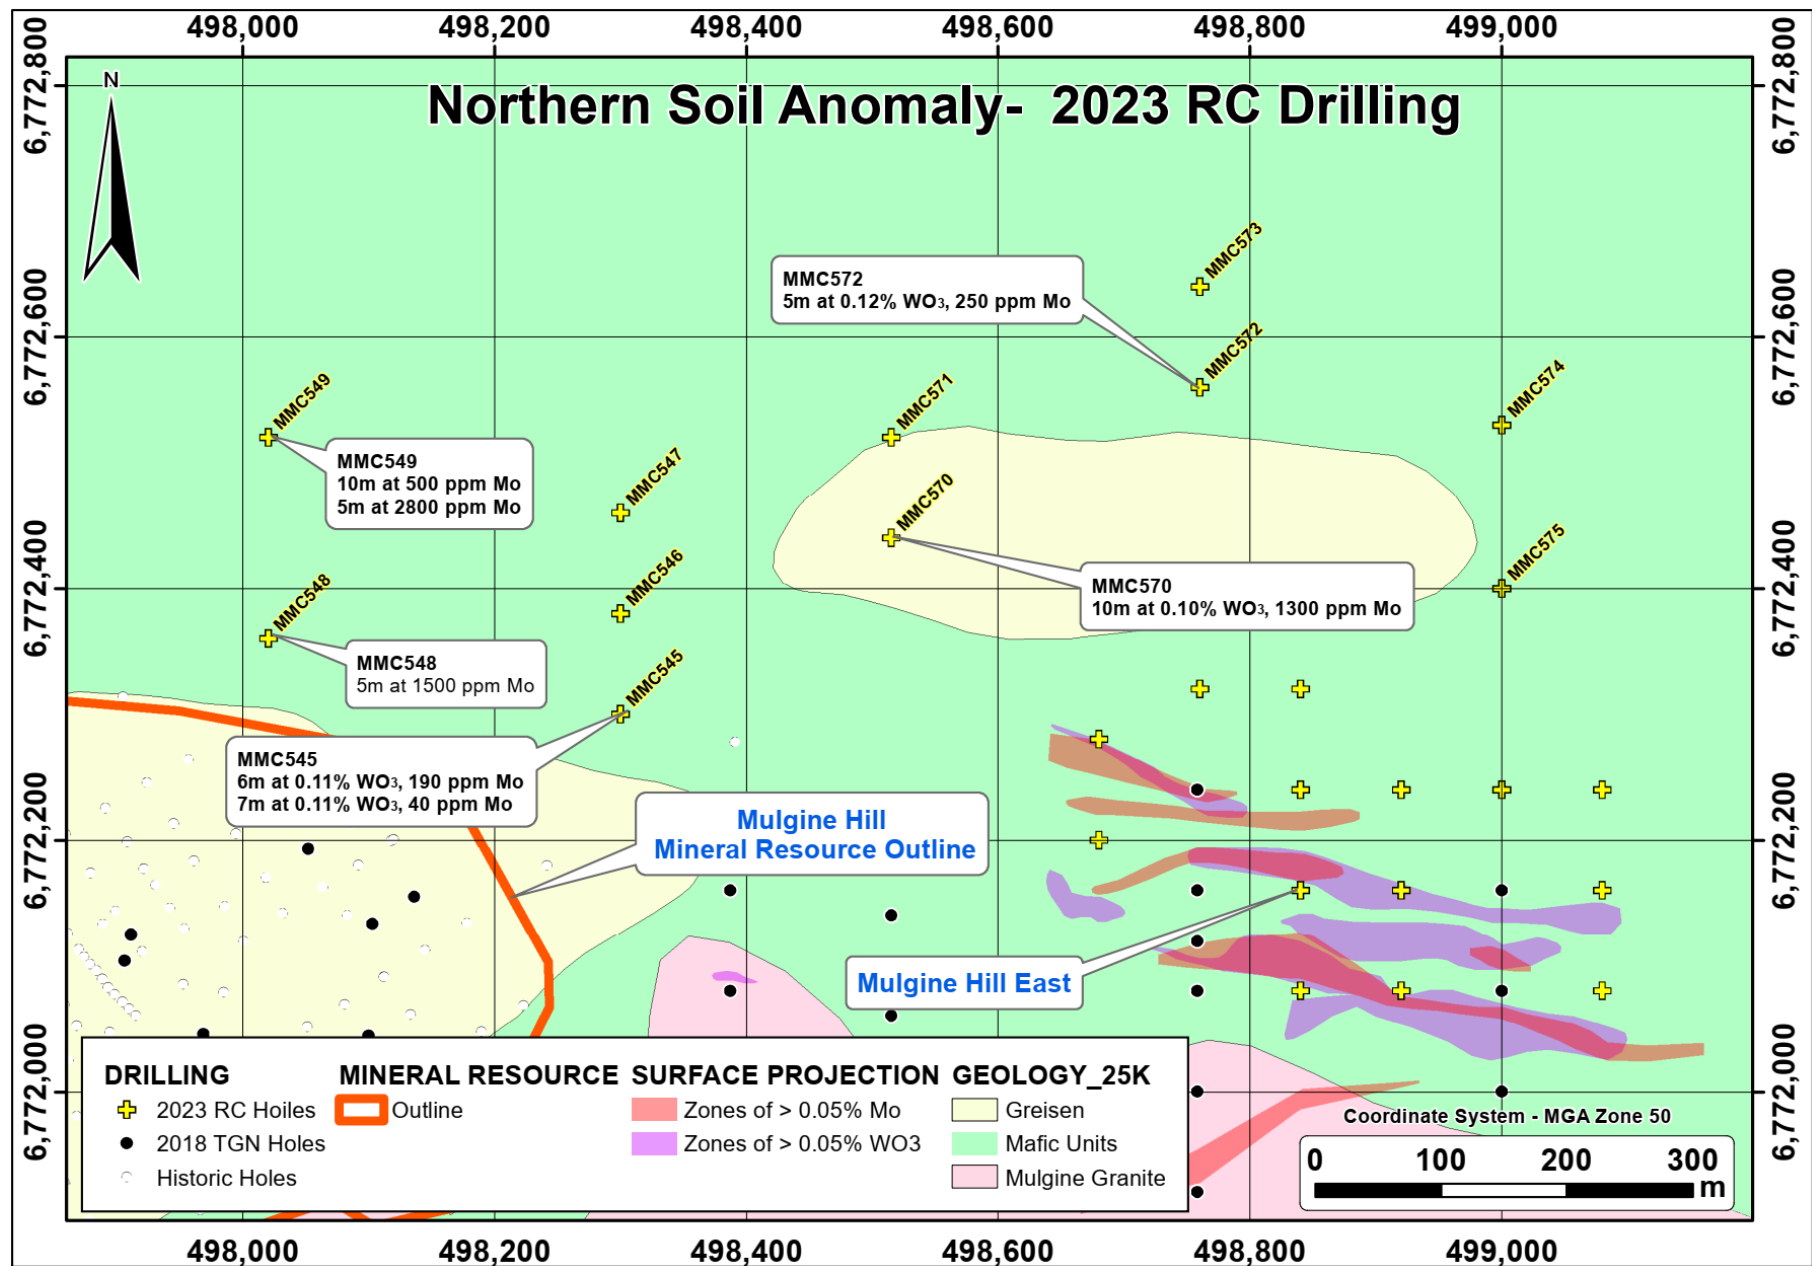 498,000 498,200 498,400 498,600 498,800 499,000
6,772,800
6,772,800
N
Northern Soil Anomaly-  2023 RC Drilling
MMC573
MMC572
5m at 0.12% WO3, 250 ppm Mo
6,772,600
6,772,600
MMC572
MMC549
MMC571
MMC574
MMC549
10m at 500 ppm Mo
5m at 2800 ppm Mo
MMC547
MMC570
6,772,400
6,772,400
MMC575
MMC546
MMC570
10m at 0.10% WO3, 1300 ppm Mo
MMC548
MMC548
5m at 1500 ppm Mo
MMC545
MMC545
6m at 0.11% WO3, 190 ppm Mo
7m at 0.11% WO3, 40 ppm Mo
6,772,200
6,772,200
Mulgine Hill
Mineral Resource Outline
Mulgine Hill East
6,772,000
6,772,000
DRILLING
2023 RC Hoiles
2018 TGN Holes
Historic Holes
MINERAL RESOURCE
Outline
SURFACE PROJECTION
Zones of > 0.05% Mo
Zones of > 0.05% WO3
GEOLOGY_25K
Greisen
Mafic Units
Mulgine Granite
Coordinate System - MGA Zone 50
0 100 200 300
m
498,000 498,200 498,400 498,600 498,800 499,000